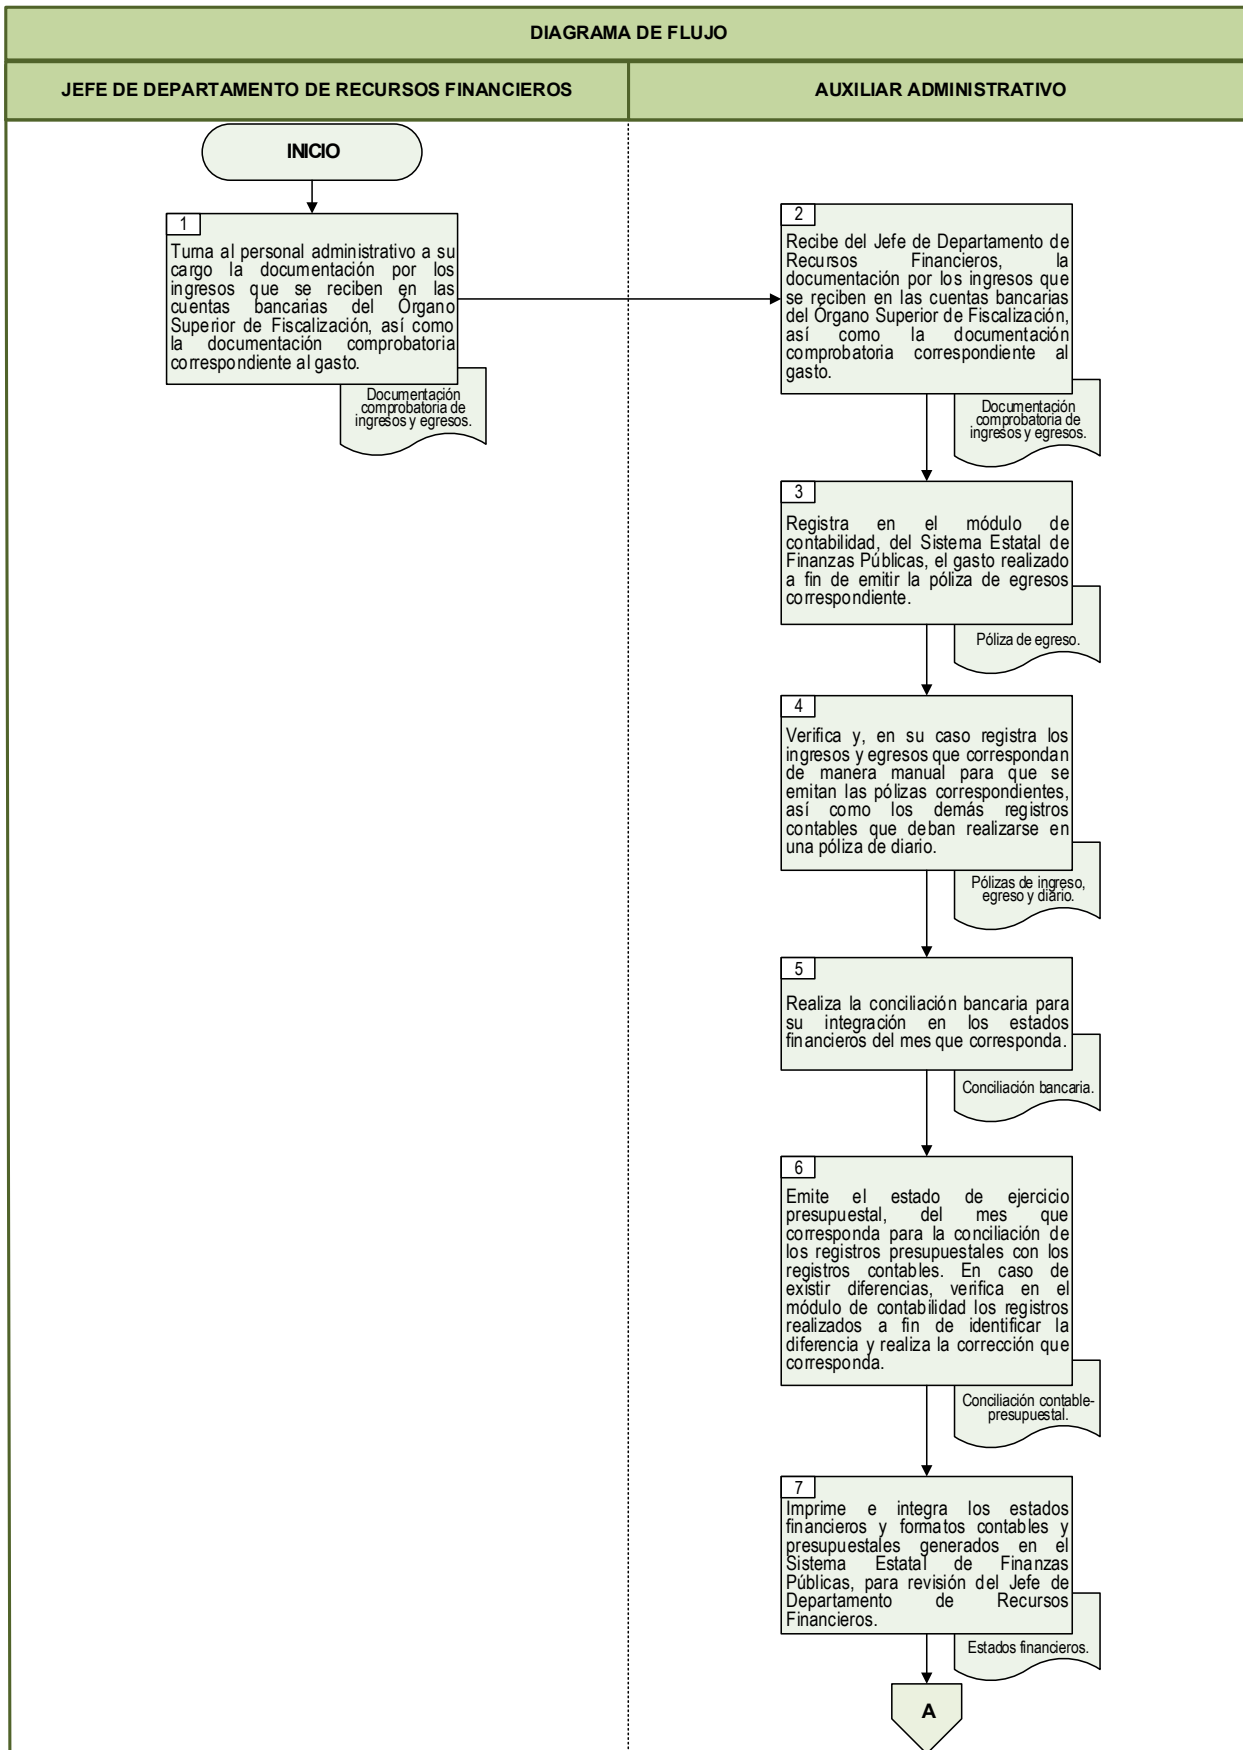 DIAGRAMA DE FLUJO
JEFE DE DEPARTAMENTO DE RECURSOS FINANCIEROS
AUXILIAR ADMINISTRATIVO
INICIO
1
Turna al personal administrativo a su
cargo la documentación por los
ingresos que se reciben en las
cuentas bancarias del Órgano
Superior de Fiscalización, así como
la documentación comprobatoria
correspondiente al gasto.
Documentación
comprobatoria de
ingresos y egresos.
2
Recibe del Jefe de Departamento de
Recursos Financieros, la
documentación por los ingresos que
se reciben en las cuentas bancarias
del Órgano Superior de Fiscalización,
así como la documentación
comprobatoria correspondiente al
gasto.
Documentación
comprobatoria de
ingresos y egresos.
3
Registra en el módulo de
contabilidad, del Sistema Estatal de
Finanzas Públicas, el gasto realizado
a fin de emitir la póliza de egresos
correspondiente.
Póliza de egreso.
4
Verifica y, en su caso registra los
ingresos y egresos que correspondan
de manera manual para que se
emitan las pólizas correspondientes,
así como los demás registros
contables que deban realizarse en
una póliza de diario.
Pólizas de ingreso,
egreso y diário.
5
Realiza la conciliación bancaria para
su integración en los estados
financieros del mes que corresponda.
Conciliación bancaria.
6
Emite el estado de ejercicio
presupuestal, del mes que
corresponda para la conciliación de
los registros presupuestales con los
registros contables. En caso de
existir diferencias, verifica en el
módulo de contabilidad los registros
realizados a fin de identificar la
diferencia y realiza la corrección que
corresponda.
Conciliación contable-
presupuestal.
7
Imprime e integra los estados
financieros y formatos contables y
presupuestales generados en el
Sistema Estatal de Finanzas
Públicas, para revisión del Jefe de
Departamento de Recursos
Financieros.
Estados financieros.
A